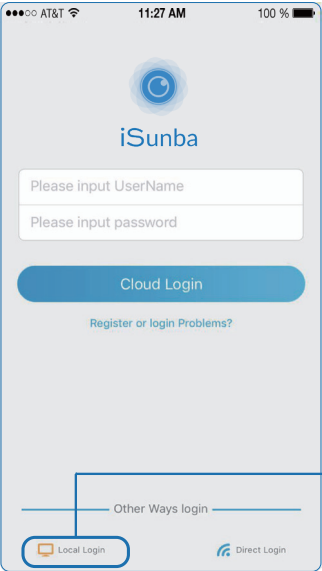 AT&T 11:27 AM 100 %
iSunba
Please input UserName
Please input password
Cloud Login
Register or login Problems?
Other Ways login
Local Login Direct Login